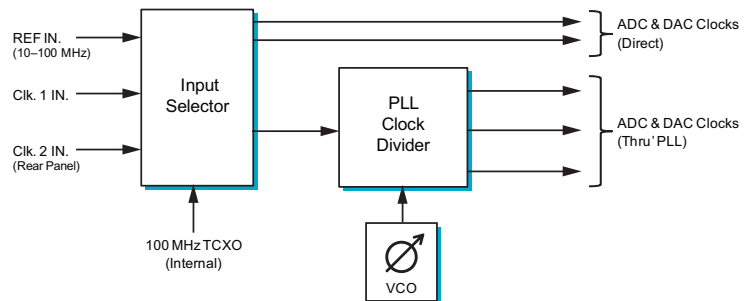 REF IN.
(10–100 MHz)
Clk. 1 IN.
Clk. 2 IN.
(Rear Panel)
Input
Selector
100 MHz TCXO
(Internal)
PLL
Clock
Divider
VCO
ADC & DAC Clocks
(Direct)
ADC & DAC Clocks
(Thru' PLL)